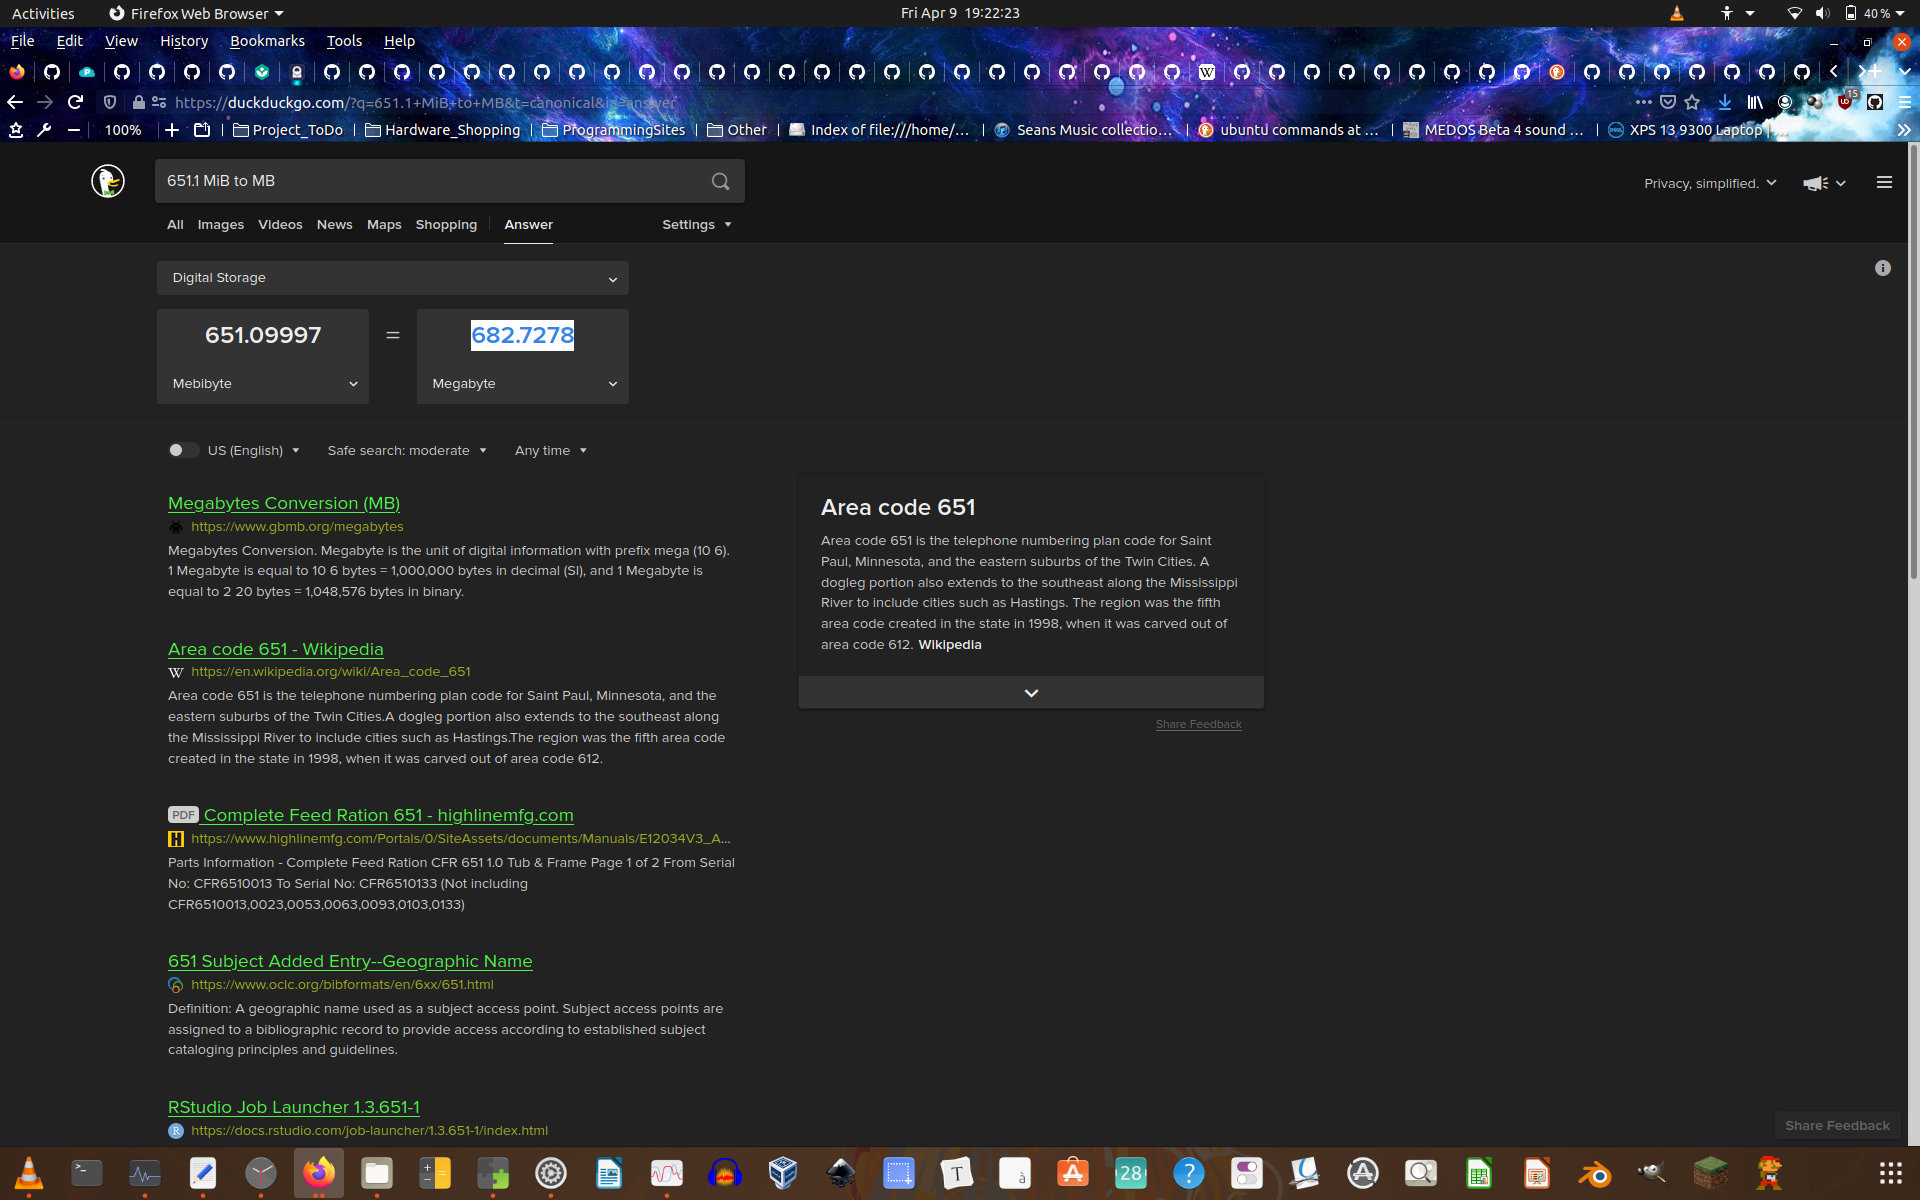 Activities
Firefox Web Browser
Fri Apr 9 19:22:23
40 %
File Edit View History Bookmarks Tools Help
https://duckduckgo.com/?q=651.1+MiB+to+MB&t=canonical&ia=answer
15
100%
Project_ToDo
Hardware_Shopping
ProgrammingSites
Other
Index of file:///home/...
Seans Music collectio...
ubuntu commands at ...
MEDOS Beta 4 sound ...
XPS 13 9300 Laptop | ...
651.1 MiB to MB
Privacy, simplified.
All Images Videos News Maps Shopping Answer Settings
Digital Storage
651.09997 = 682.7278
Mebibyte Megabyte
US (English) Safe search: moderate Any time
Megabytes Conversion (MB)
https://www.gbmb.org/megabytes
Megabytes Conversion. Megabyte is the unit of digital information with prefix mega (10 6).
1 Megabyte is equal to 10 6 bytes = 1,000,000 bytes in decimal (SI), and 1 Megabyte is
equal to 2 20 bytes = 1,048,576 bytes in binary.
Area code 651 - Wikipedia
https://en.wikipedia.org/wiki/Area_code_651
Area code 651 is the telephone numbering plan code for Saint Paul, Minnesota, and the
eastern suburbs of the Twin Cities.A dogleg portion also extends to the southeast along
the Mississippi River to include cities such as Hastings.The region was the fifth area code
created in the state in 1998, when it was carved out of area code 612.
PDF Complete Feed Ration 651 - highlinemfg.com
https://www.highlinemfg.com/Portals/0/SiteAssets/documents/Manuals/E12034V3_A...
Parts Information - Complete Feed Ration CFR 651 1.0 Tub & Frame Page 1 of 2 From Serial
No: CFR6510013 To Serial No: CFR6510133 (Not including
CFR6510013,0023,0053,0063,0093,0103,0133)
651 Subject Added Entry--Geographic Name
https://www.oclc.org/bibformats/en/6xx/651.html
Definition: A geographic name used as a subject access point. Subject access points are
assigned to a bibliographic record to provide access according to established subject
cataloging principles and guidelines.
RStudio Job Launcher 1.3.651-1
https://docs.rstudio.com/job-launcher/1.3.651-1/index.html
Area code 651
Area code 651 is the telephone numbering plan code for Saint
Paul, Minnesota, and the eastern suburbs of the Twin Cities. A
dogleg portion also extends to the southeast along the Mississippi
River to include cities such as Hastings. The region was the fifth
area code created in the state in 1998, when it was carved out of
area code 612. Wikipedia
Share Feedback
Share Feedback